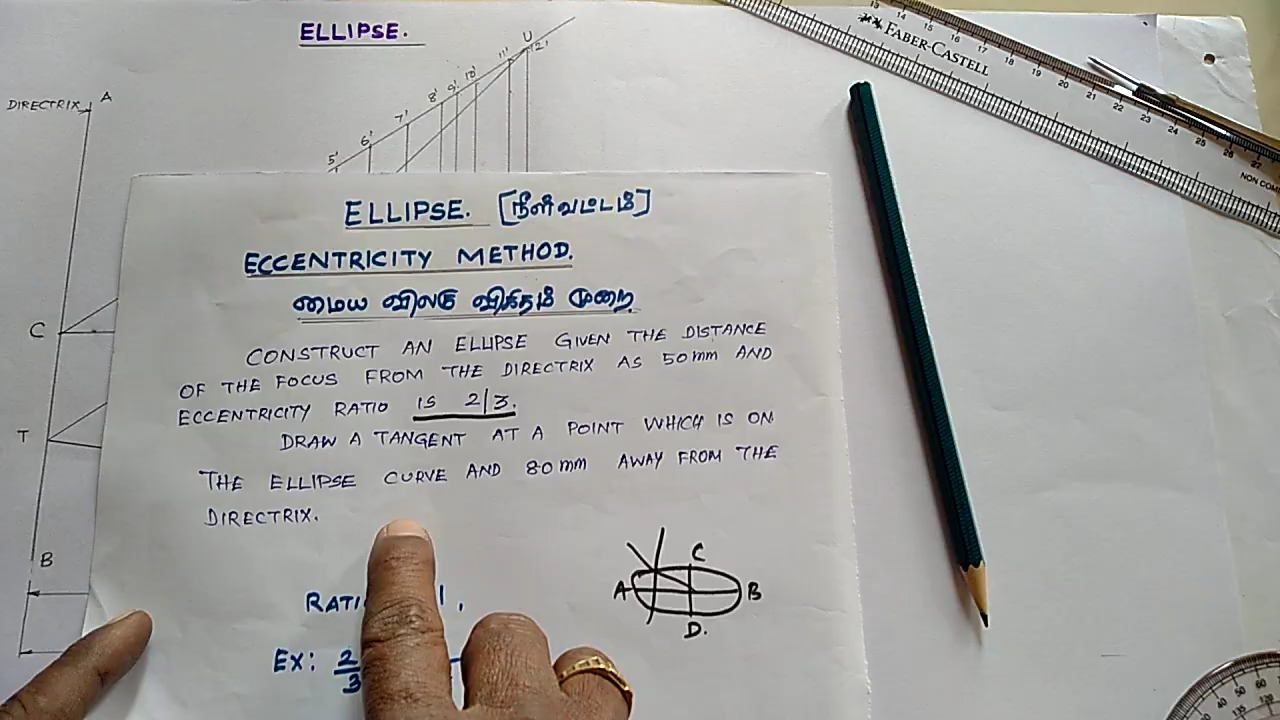 ELLIPSE.
U
12'
11'
10'
9'
8'
7'
6'
5'
DIRECTRIX
A
C
T
B
ELLIPSE. [நீள்வட்டம்]
ECCENTRICITY METHOD.
மைய விலகு விகிதம் முறை.
CONSTRUCT AN ELLIPSE GIVEN THE DISTANCE
OF THE FOCUS FROM THE DIRECTRIX AS 50mm AND
ECCENTRICITY RATIO IS 2/3.
DRAW A TANGENT AT A POINT WHICH IS ON
THE ELLIPSE CURVE AND 80mm AWAY FROM THE
DIRECTRIX.
C
A B
D.
EX: 2/3
FABER-CASTELL
13 14 15 16 17 18 19 20 21 22 23 24 25 26 27
NON